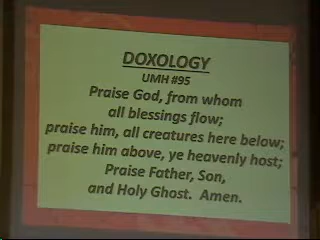 DOXOLOGY
UMH #95
Praise God, from whom
all blessings flow;
praise him, all creatures here below;
praise him above, ye heavenly host;
Praise Father, Son,
and Holy Ghost. Amen.